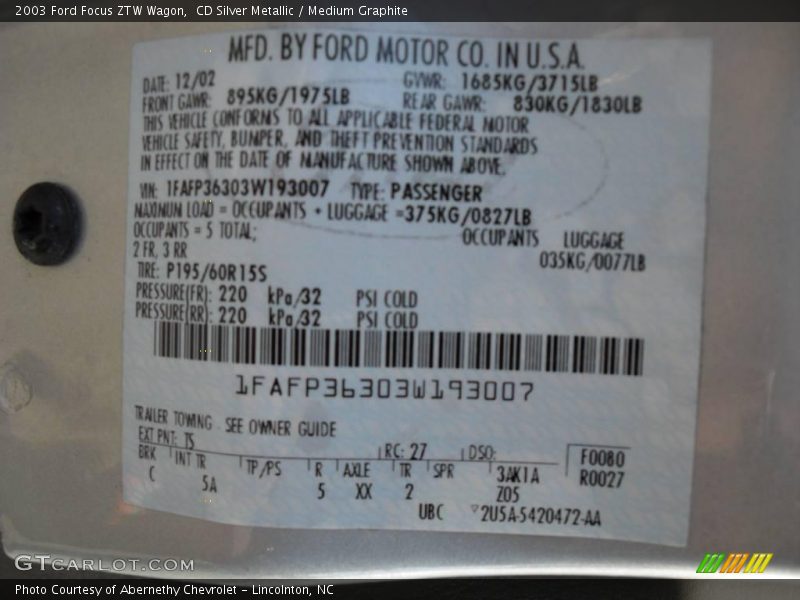 2003 Ford Focus ZTW Wagon,  CD Silver Metallic / Medium Graphite
MFD. BY FORD MOTOR CO. IN U.S.A.
DATE: 12/02 GVWR: 1685KG/3715LB
FRONT GAWR: 895KG/1975LB REAR GAWR: 830KG/1830LB
THIS VEHICLE CONFORMS TO ALL APPLICABLE FEDERAL MOTOR
VEHICLE SAFETY, BUMPER, AND THEFT PREVENTION STANDARDS
IN EFFECT ON THE DATE OF MANUFACTURE SHOWN ABOVE.
VIN: 1FAFP36303W193007 TYPE: PASSENGER
MAXIMUM LOAD = OCCUPANTS + LUGGAGE =375KG/0827LB
OCCUPANTS = 5 TOTAL; OCCUPANTS LUGGAGE
2 FR, 3 RR 035KG/0077LB
TIRE: P195/60R15S
PRESSURE(FR): 220 kPa/32 PSI COLD
PRESSURE(RR): 220 kPa/32 PSI COLD
1FAFP36303W193007
TRAILER TOWING - SEE OWNER GUIDE
EXT PNT: TS RC: 27 DSO: F0080
BRK INT TR TP/PS R AXLE TR SPR 3AK1A R0027
C 5A 5 XX 2 Z05
UBC 2U5A-5420472-AA
GTCARLOT.COM
Photo Courtesy of Abernethy Chevrolet - Lincolnton, NC